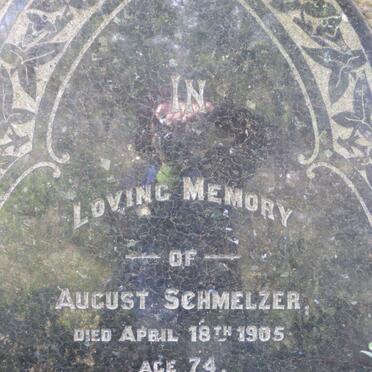 IN
LOVING MEMORY
— OF —
AUGUST SCHMELZER,
DIED APRIL 18TH 1905
AGE 74.